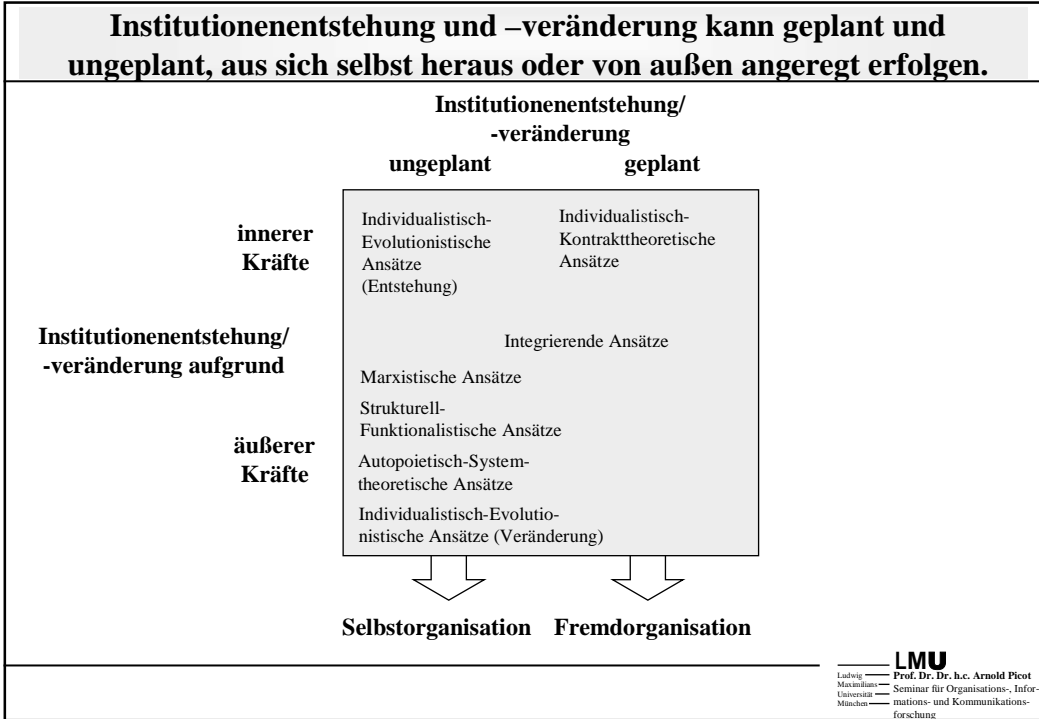 Institutionenentstehung und –veränderung kann geplant und
ungeplant, aus sich selbst heraus oder von außen angeregt erfolgen.
Institutionenentstehung/
-veränderung
ungeplant
geplant
innerer
Kräfte
Individualistisch-
Evolutionistische
Ansätze
(Entstehung)
Individualistisch-
Kontrakttheoretische
Ansätze
Institutionenentstehung/
-veränderung aufgrund
Integrierende Ansätze
Marxistische Ansätze
äußerer
Kräfte
Strukturell-
Funktionalistische Ansätze
Autopoietisch-System-
theoretische Ansätze
Individualistisch-Evolutio-
nistische Ansätze (Veränderung)
Selbstorganisation
Fremdorganisation
LMU
Ludwig
Maximilians
Universität
München
Prof. Dr. Dr. h.c. Arnold Picot
Seminar für Organisations-, Infor-
mations- und Kommunikations-
forschung